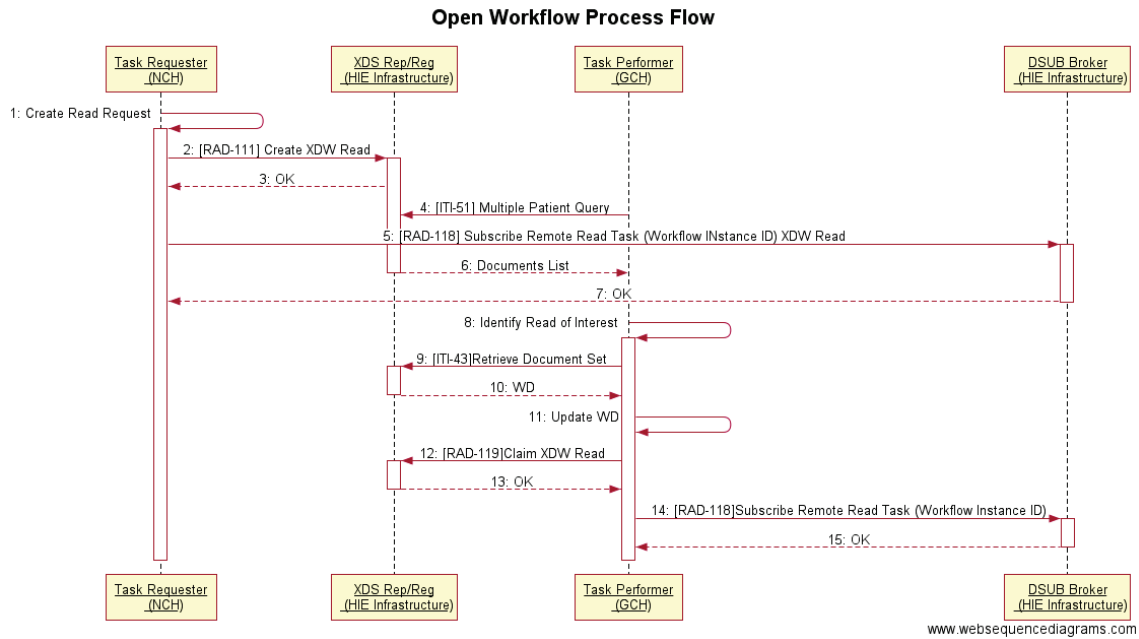 Open Workflow Process Flow
Task Requester
(NCH)
XDS Rep/Reg
(HIE Infrastructure)
Task Performer
(GCH)
DSUB Broker
(HIE Infrastructure)
1: Create Read Request
2: [RAD-111] Create XDW Read
3: OK
4: [ITI-51] Multiple Patient Query
5: [RAD-118] Subscribe Remote Read Task (Workflow INstance ID) XDW Read
6: Documents List
7: OK
8: Identify Read of Interest
9: [ITI-43]Retrieve Document Set
10: WD
11: Update WD
12: [RAD-119]Claim XDW Read
13: OK
14: [RAD-118]Subscribe Remote Read Task (Workflow Instance ID)
15: OK
Task Requester
(NCH)
XDS Rep/Reg
(HIE Infrastructure)
Task Performer
(GCH)
DSUB Broker
(HIE Infrastructure)
www.websequencediagrams.com